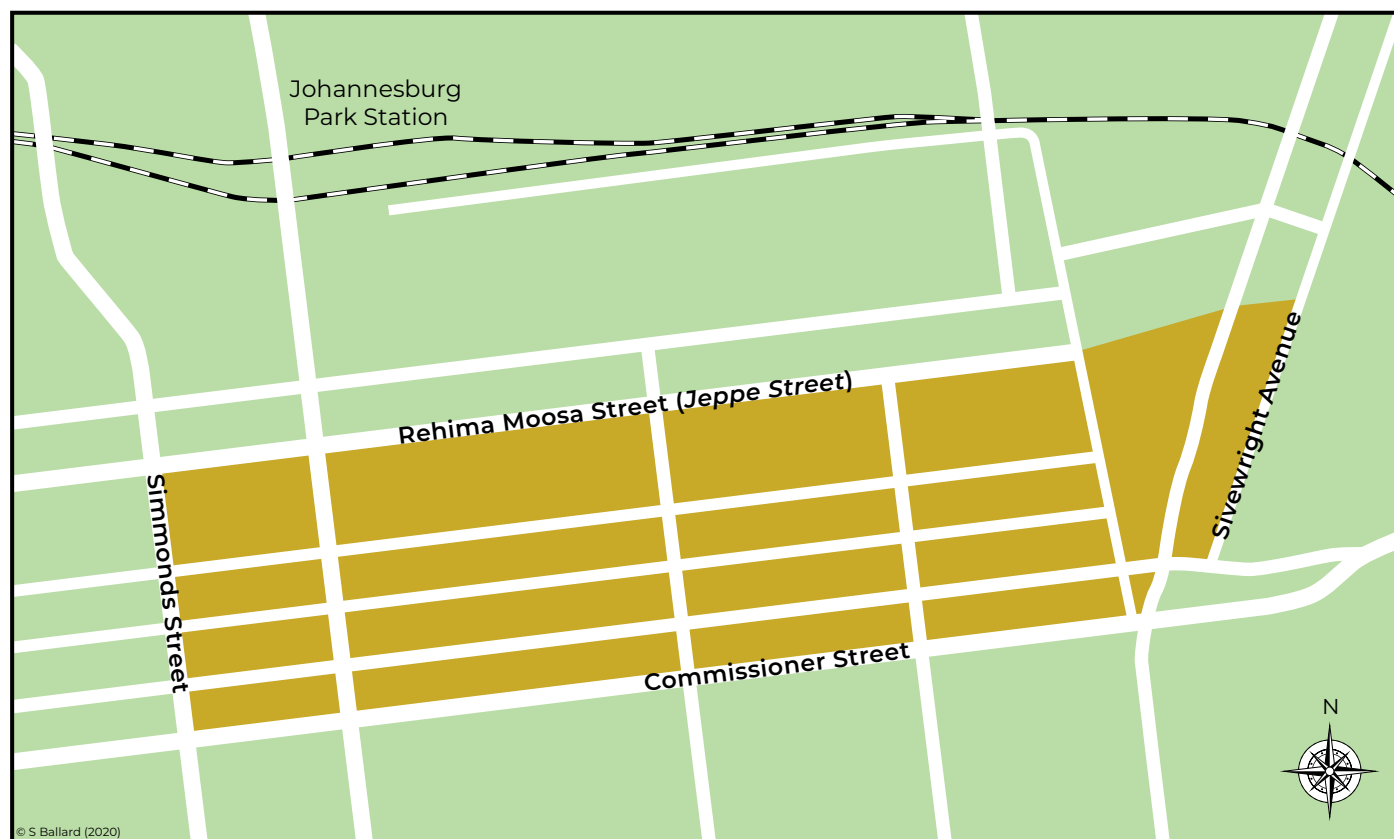 Johannesburg
Park Station
Rehima Moosa Street (Jeppe Street)
Sivewright Avenue
Simmonds Street
Commissioner Street
N
© S Ballard (2020)